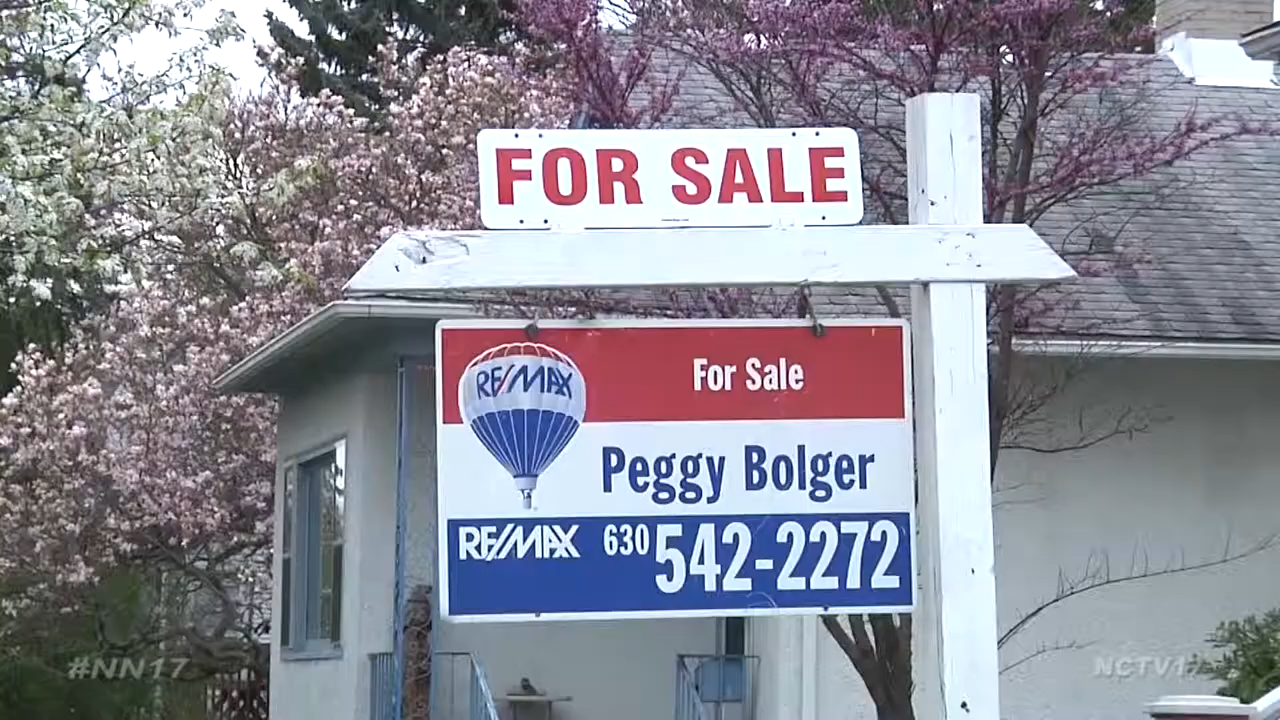 FOR SALE
RE/MAX
For Sale
Peggy Bolger
RE/MAX 630 542-2272
#NN17
NCTV17